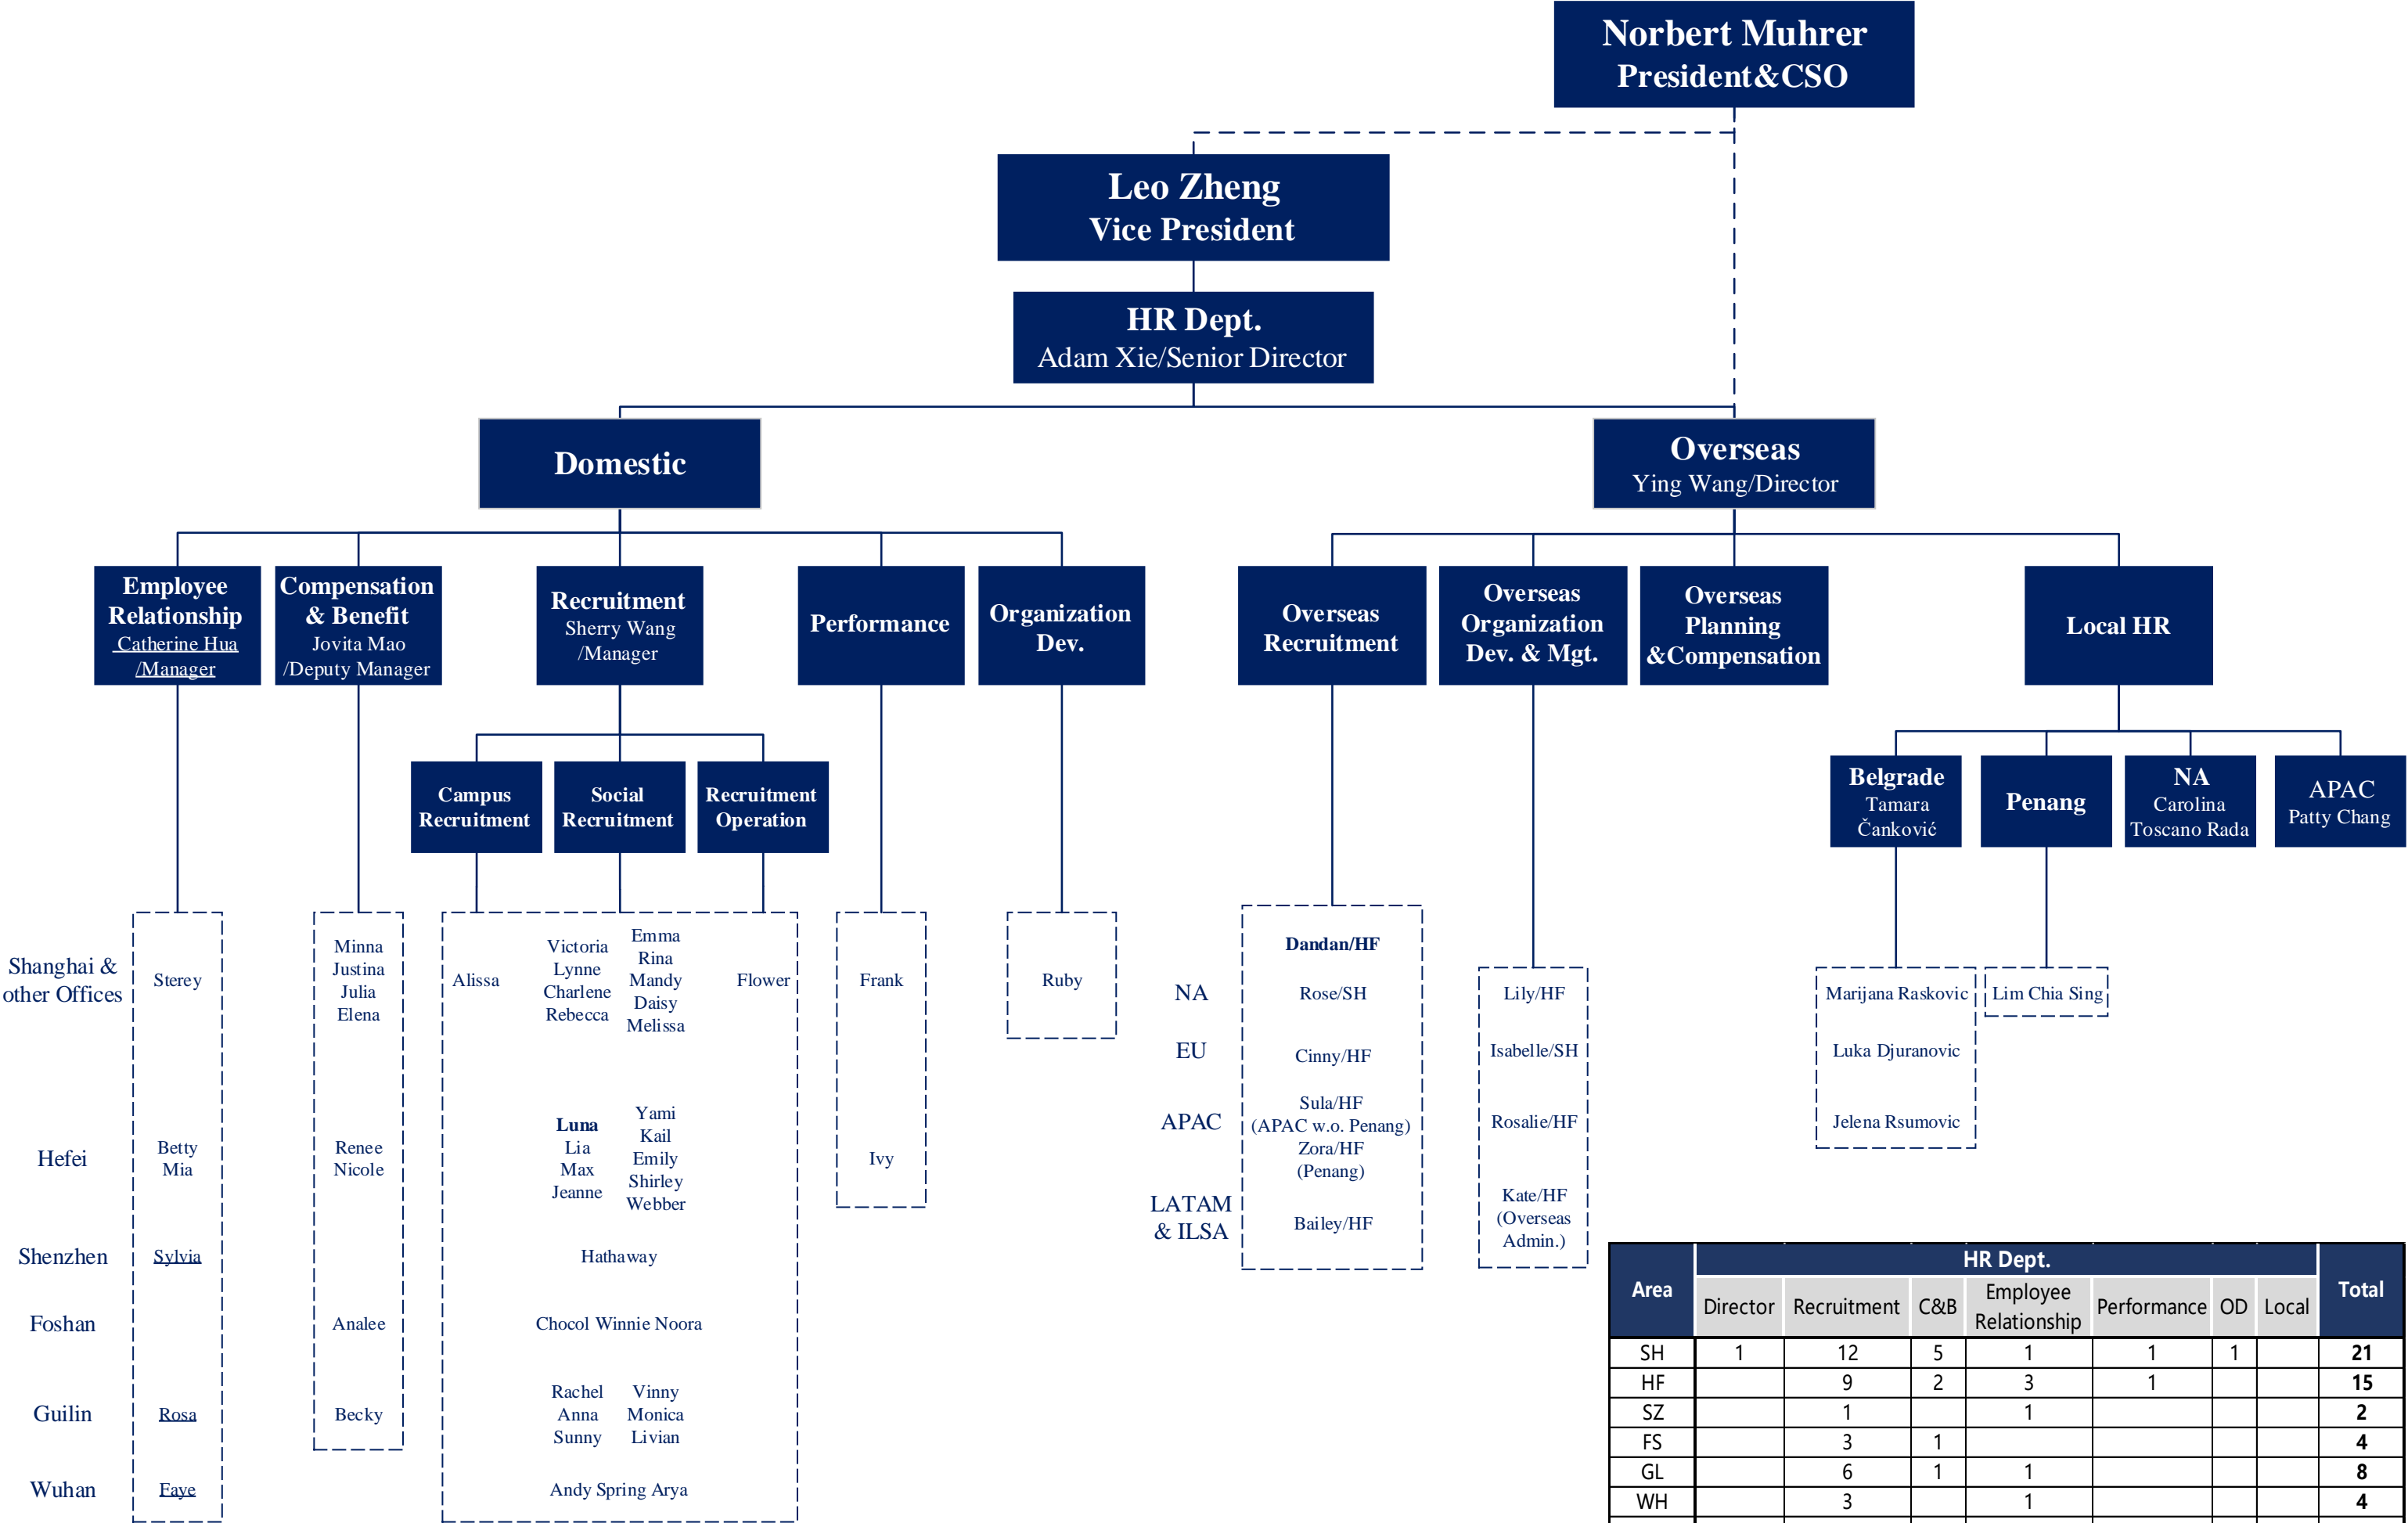 Norbert Muhrer
President&CSO
Leo Zheng
Vice President
HR Dept.
Adam Xie/Senior Director
Domestic
Overseas
Ying Wang/Director
Employee
Relationship
Catherine Hua
/Manager
Compensation
& Benefit
Jovita Mao
/Deputy Manager
Recruitment
Sherry Wang
/Manager
Performance
Organization
Dev.
Overseas
Recruitment
Overseas
Organization
Dev. & Mgt.
Overseas
Planning
&Compensation
Local HR
Campus
Recruitment
Social
Recruitment
Recruitment
Operation
Belgrade
Tamara
Čanković
Penang
NA
Carolina
Toscano Rada
APAC
Patty Chang
Shanghai &
other Offices
Sterey
Minna
Justina
Julia
Elena
Alissa
Victoria
Lynne
Charlene
Rebecca
Emma
Rina
Mandy
Daisy
Melissa
Flower
Frank
Ruby
Hefei
Betty
Mia
Renee
Nicole
Luna
Lia
Max
Jeanne
Yami
Kail
Emily
Shirley
Webber
Ivy
Shenzhen
Sylvia
Hathaway
Foshan
Analee
Chocol Winnie Noora
Guilin
Rosa
Becky
Rachel
Anna
Sunny
Vinny
Monica
Livian
Wuhan
Faye
Andy Spring Arya
Dandan/HF
NA
Rose/SH
Lily/HF
Marijana Raskovic
Lim Chia Sing
EU
Cinny/HF
Isabelle/SH
Luka Djuranovic
APAC
Sula/HF
(APAC w.o. Penang)
Zora/HF
(Penang)
Rosalie/HF
Jelena Rsumovic
LATAM
& ILSA
Bailey/HF
Kate/HF
(Overseas
Admin.)
Area HR Dept. Total
Director Recruitment C&B Employee Relationship Performance OD Local
SH 1 12 5 1 1 1 21
HF 9 2 3 1 15
SZ 1 1 2
FS 3 1 4
GL 6 1 1 8
WH 3 1 4